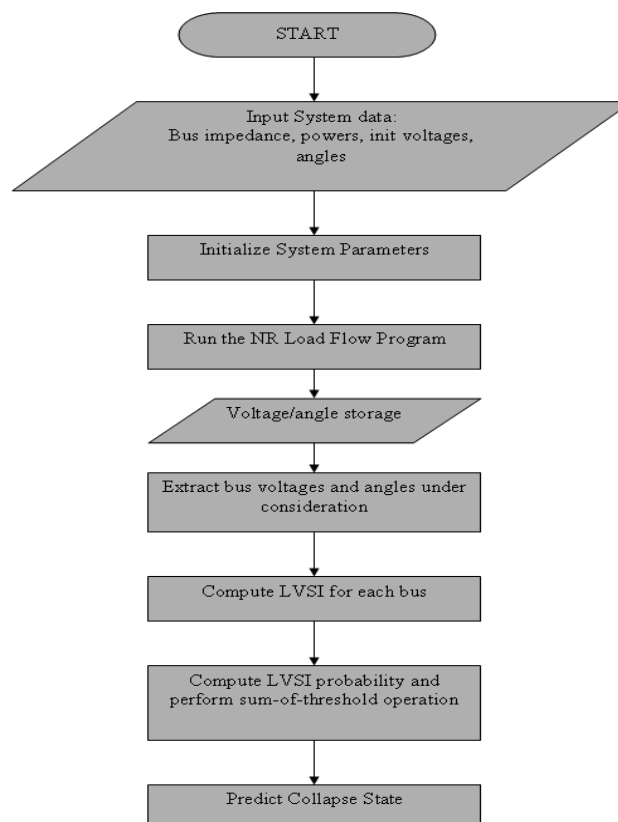 START
Input System data:
Bus impedance, powers, init voltages,
angles
Initialize System Parameters
Run the NR Load Flow Program
Voltage/angle storage
Extract bus voltages and angles under
consideration
Compute LVSI for each bus
Compute LVSI probability and
perform sum-of-threshold operation
Predict Collapse State